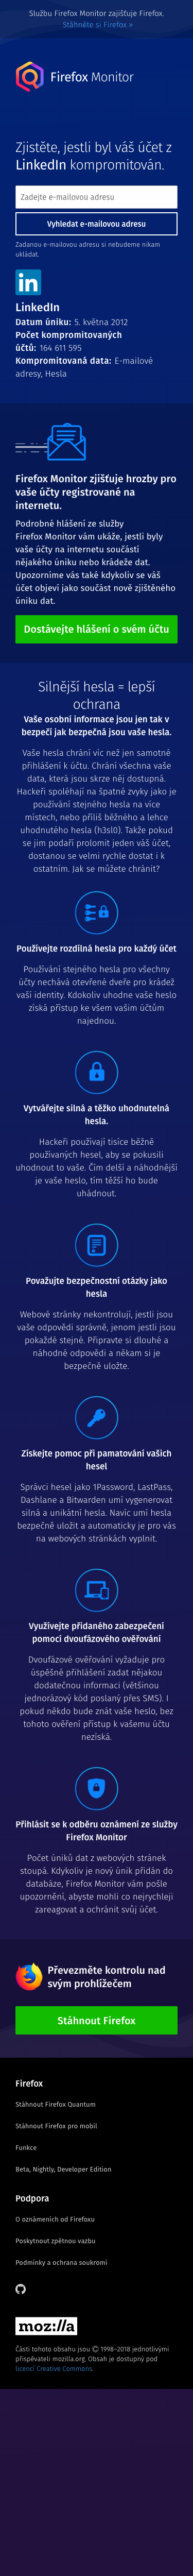 Službu Firefox Monitor zajišťuje Firefox.
Stáhněte si Firefox »
Firefox Monitor
Zjistěte, jestli byl váš účet z
LinkedIn kompromitován.
Zadejte e-mailovou adresu
Vyhledat e-mailovou adresu
Zadanou e-mailovou adresu si nebudeme nikam
ukládat.
in
LinkedIn
Datum úniku: 5. května 2012
Počet kompromitovaných
účtů: 164 611 595
Kompromitovaná data: E-mailové
adresy, Hesla
Firefox Monitor zjišťuje hrozby pro
vaše účty registrované na
internetu.
Podrobné hlášení ze služby
Firefox Monitor vám ukáže, jestli byly
vaše účty na internetu součástí
nějakého úniku nebo krádeže dat.
Upozorníme vás také kdykoliv se váš
účet objeví jako součást nově zjištěného
úniku dat.
Dostávejte hlášení o svém účtu
Silnější hesla = lepší
ochrana
Vaše osobní informace jsou jen tak v
bezpečí jak bezpečná jsou vaše hesla.
Vaše hesla chrání víc než jen samotné
přihlášení k účtu. Chrání všechna vaše
data, která jsou skrze něj dostupná.
Hackeři spoléhají na špatné zvyky jako je
používání stejného hesla na více
místech, nebo příliš běžného a lehce
uhodnutého hesla (h3sl0). Takže pokud
se jim podaří prolomit jeden váš účet,
dostanou se velmi rychle dostat i k
ostatním. Jak se můžete chránit?
Používejte rozdílná hesla pro každý účet
Používání stejného hesla pro všechny
účty nechává otevřené dveře pro krádež
vaší identity. Kdokoliv uhodne vaše heslo
získá přístup ke všem vašim účtům
najednou.
Vytvářejte silná a těžko uhodnutelná
hesla.
Hackeři používají tisíce běžně
používaných hesel, aby se pokusili
uhodnout to vaše. Čím delší a náhodnější
je vaše heslo, tím těžší ho bude
uhádnout.
Považujte bezpečnostní otázky jako
hesla
Webové stránky nekontrolují, jestli jsou
vaše odpovědi správně, jenom jestli jsou
pokaždé stejné. Připravte si dlouhé a
náhodné odpovědi a někam si je
bezpečně uložte.
Získejte pomoc při pamatování vašich
hesel
Správci hesel jako 1Password, LastPass,
Dashlane a Bitwarden umí vygenerovat
silná a unikátní hesla. Navíc umí hesla
bezpečně uložit a automaticky je pro vás
na webových stránkách vyplnit.
Využívejte přidaného zabezpečení
pomocí dvoufázového ověřování
Dvoufázové ověřování vyžaduje pro
úspěšné přihlášení zadat nějakou
dodatečnou informaci (většinou
jednorázový kód poslaný přes SMS). I
pokud někdo bude znát vaše heslo, bez
tohoto ověření přístup k vašemu účtu
nezíská.
Přihlásit se k odběru oznámení ze služby
Firefox Monitor
Počet úniků dat z webových stránek
stoupá. Kdykoliv je nový únik přidán do
databáze, Firefox Monitor vám pošle
upozornění, abyste mohli co nejrychleji
zareagovat a ochránit svůj účet.
Převezměte kontrolu nad
svým prohlížečem
Stáhnout Firefox
Firefox
Stáhnout Firefox Quantum
Stáhnout Firefox pro mobil
Funkce
Beta, Nightly, Developer Edition
Podpora
O oznámeních od Firefoxu
Poskytnout zpětnou vazbu
Podmínky a ochrana soukromí
moz://a
Části tohoto obsahu jsou © 1998–2018 jednotlivými
přispěvateli mozilla.org. Obsah je dostupný pod
licencí Creative Commons.